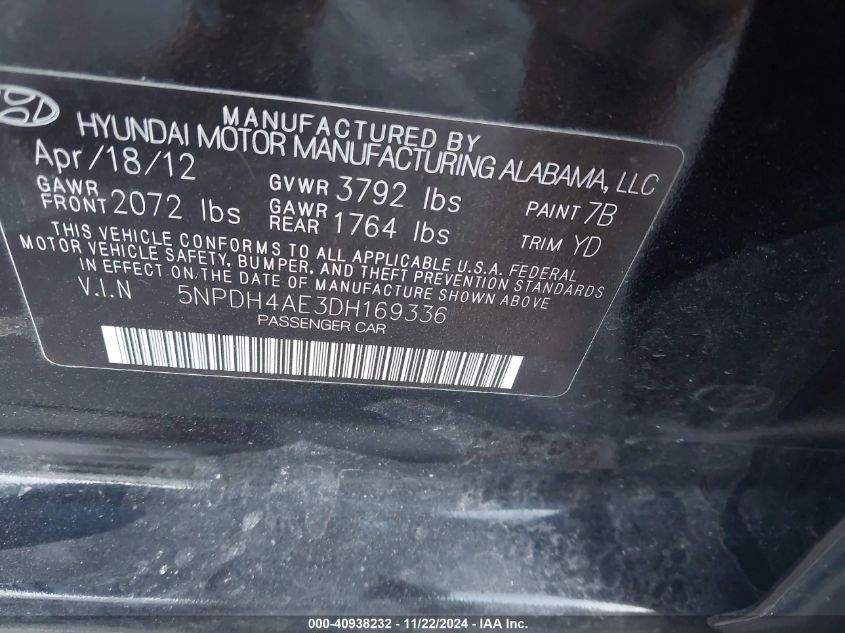 MANUFACTURED BY
HYUNDAI MOTOR MANUFACTURING ALABAMA, LLC
Apr/18/12
GVWR 3792 lbs
PAINT 7B
GAWR FRONT 2072 lbs
GAWR REAR 1764 lbs
TRIM YD
THIS VEHICLE CONFORMS TO ALL APPLICABLE U.S.A. FEDERAL
MOTOR VEHICLE SAFETY, BUMPER, AND THEFT PREVENTION STANDARDS
IN EFFECT ON THE DATE OF MANUFACTURE SHOWN ABOVE
V.I.N 5NPDH4AE3DH169336
PASSENGER CAR
000-40938232 - 11/22/2024 - IAA Inc.